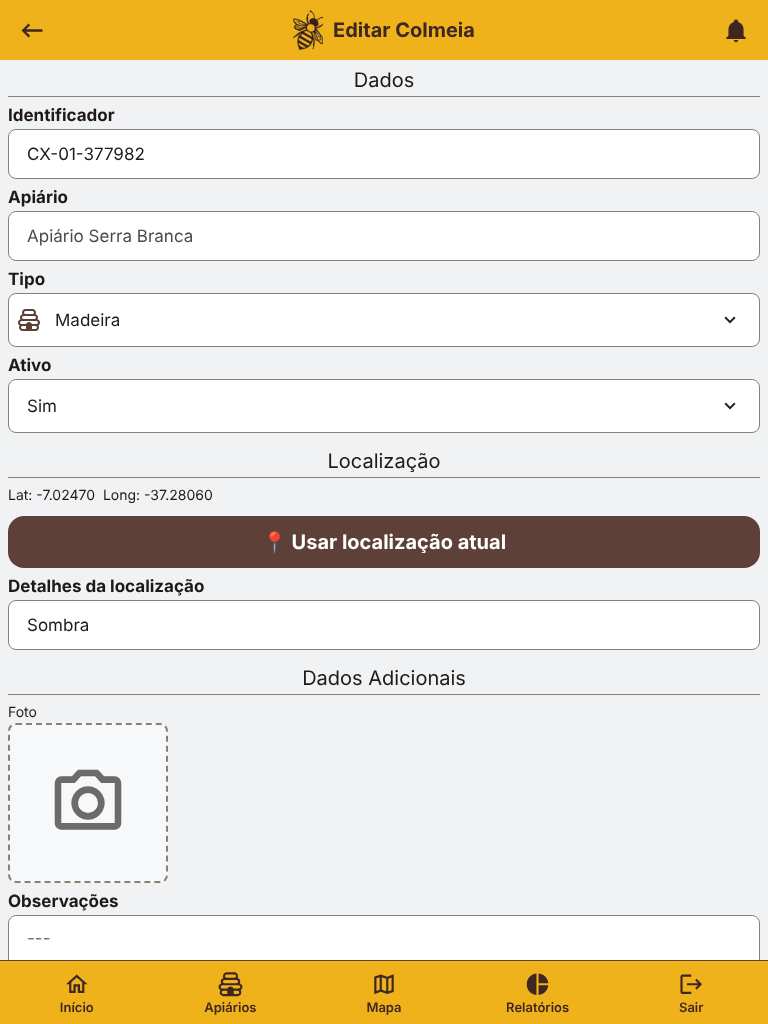 Editar Colmeia
Dados
Identificador
CX-01-377982
Apiário
Apiário Serra Branca
Tipo
Madeira
Ativo
Sim
Localização
Lat: -7.02470  Long: -37.28060
📍 Usar localização atual
Detalhes da localização
Sombra
Dados Adicionais
Foto
Observações
---
Início
Apiários
Mapa
Relatórios
Sair